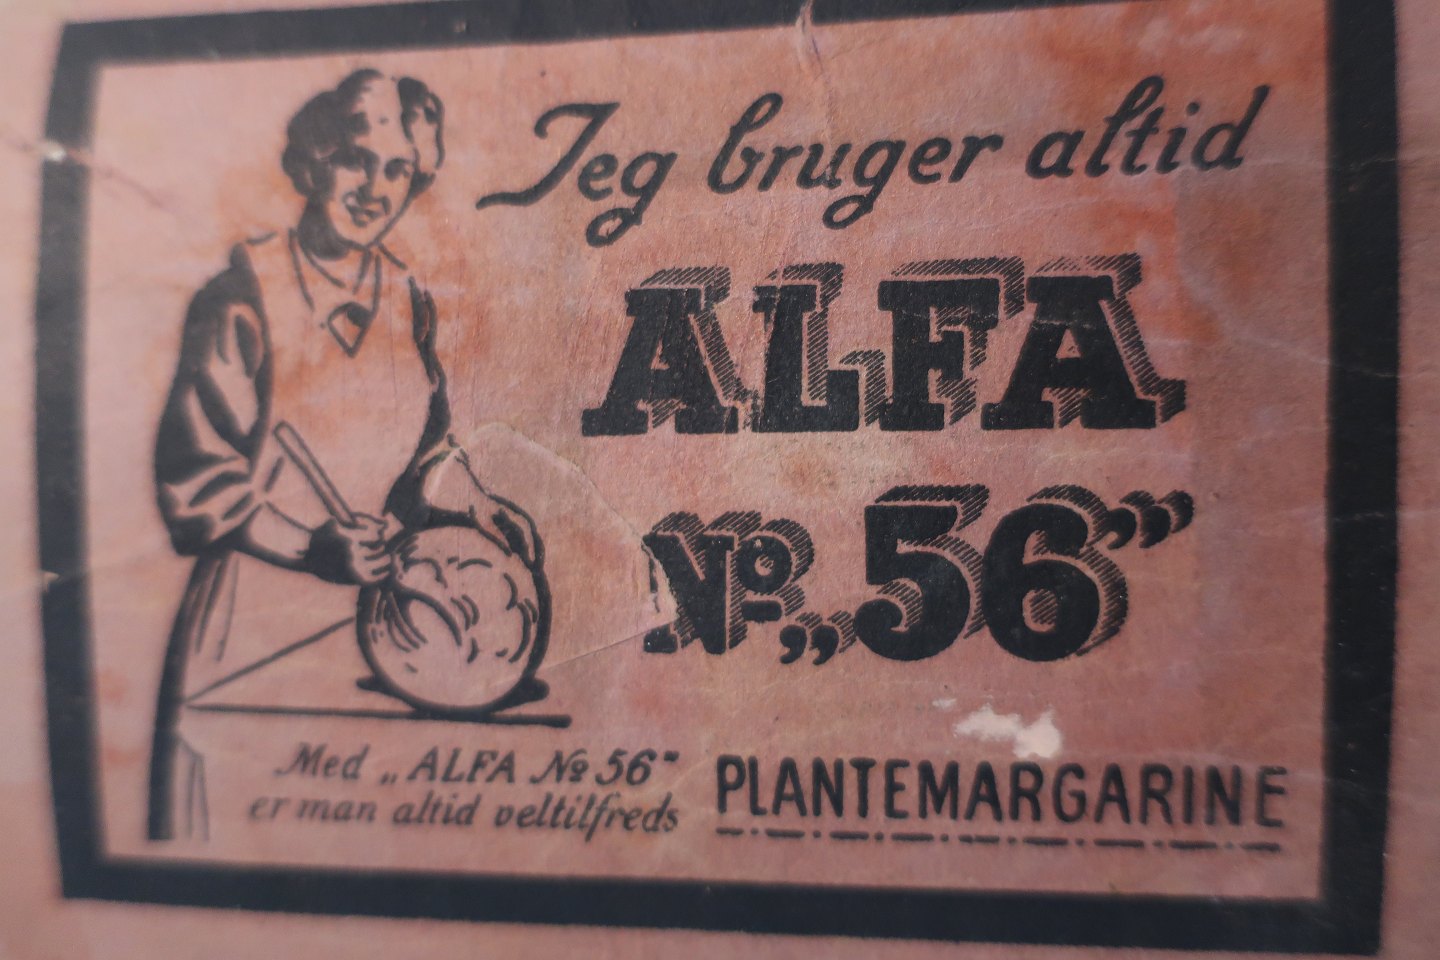 Jeg bruger altid
ALFA
No „56”
Med „ALFA No 56”
er man altid veltilfreds
PLANTEMARGARINE